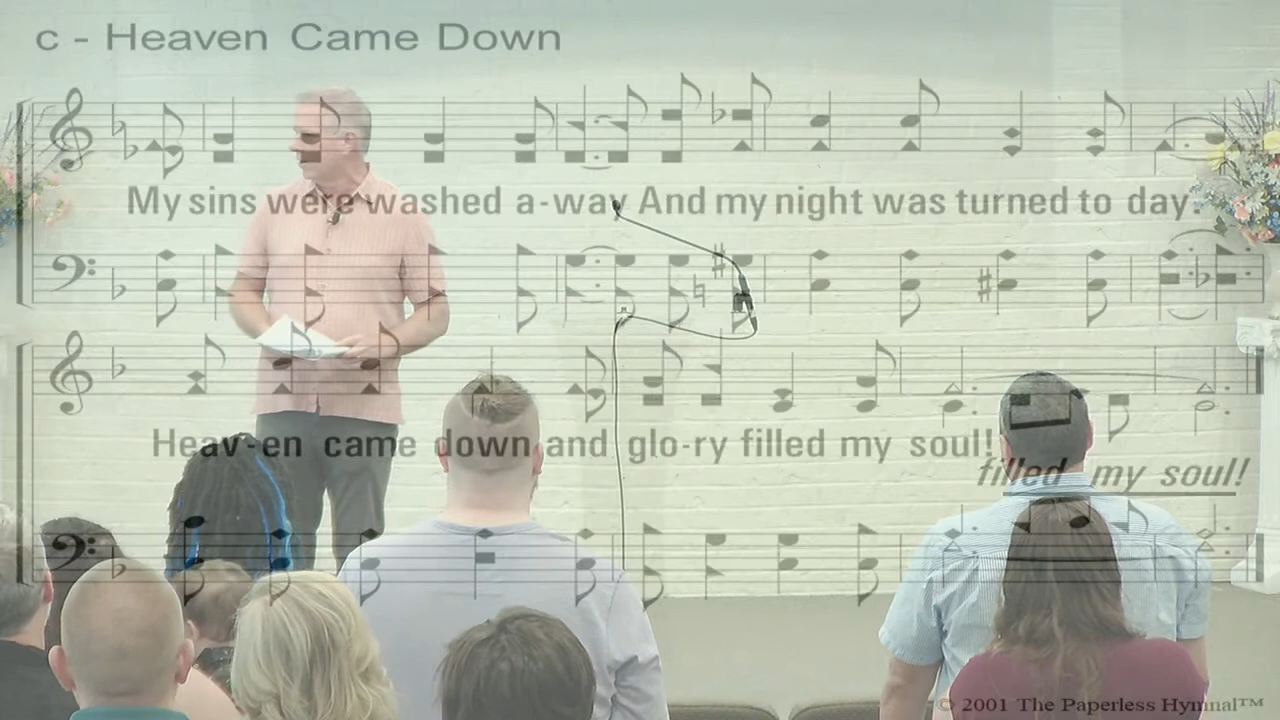 c - Heaven Came Down
My sins were washed a-way And my night was turned to day.
Heav-en came down and glo-ry filled my soul!
filled my soul!
© 2001 The Paperless Hymnal™